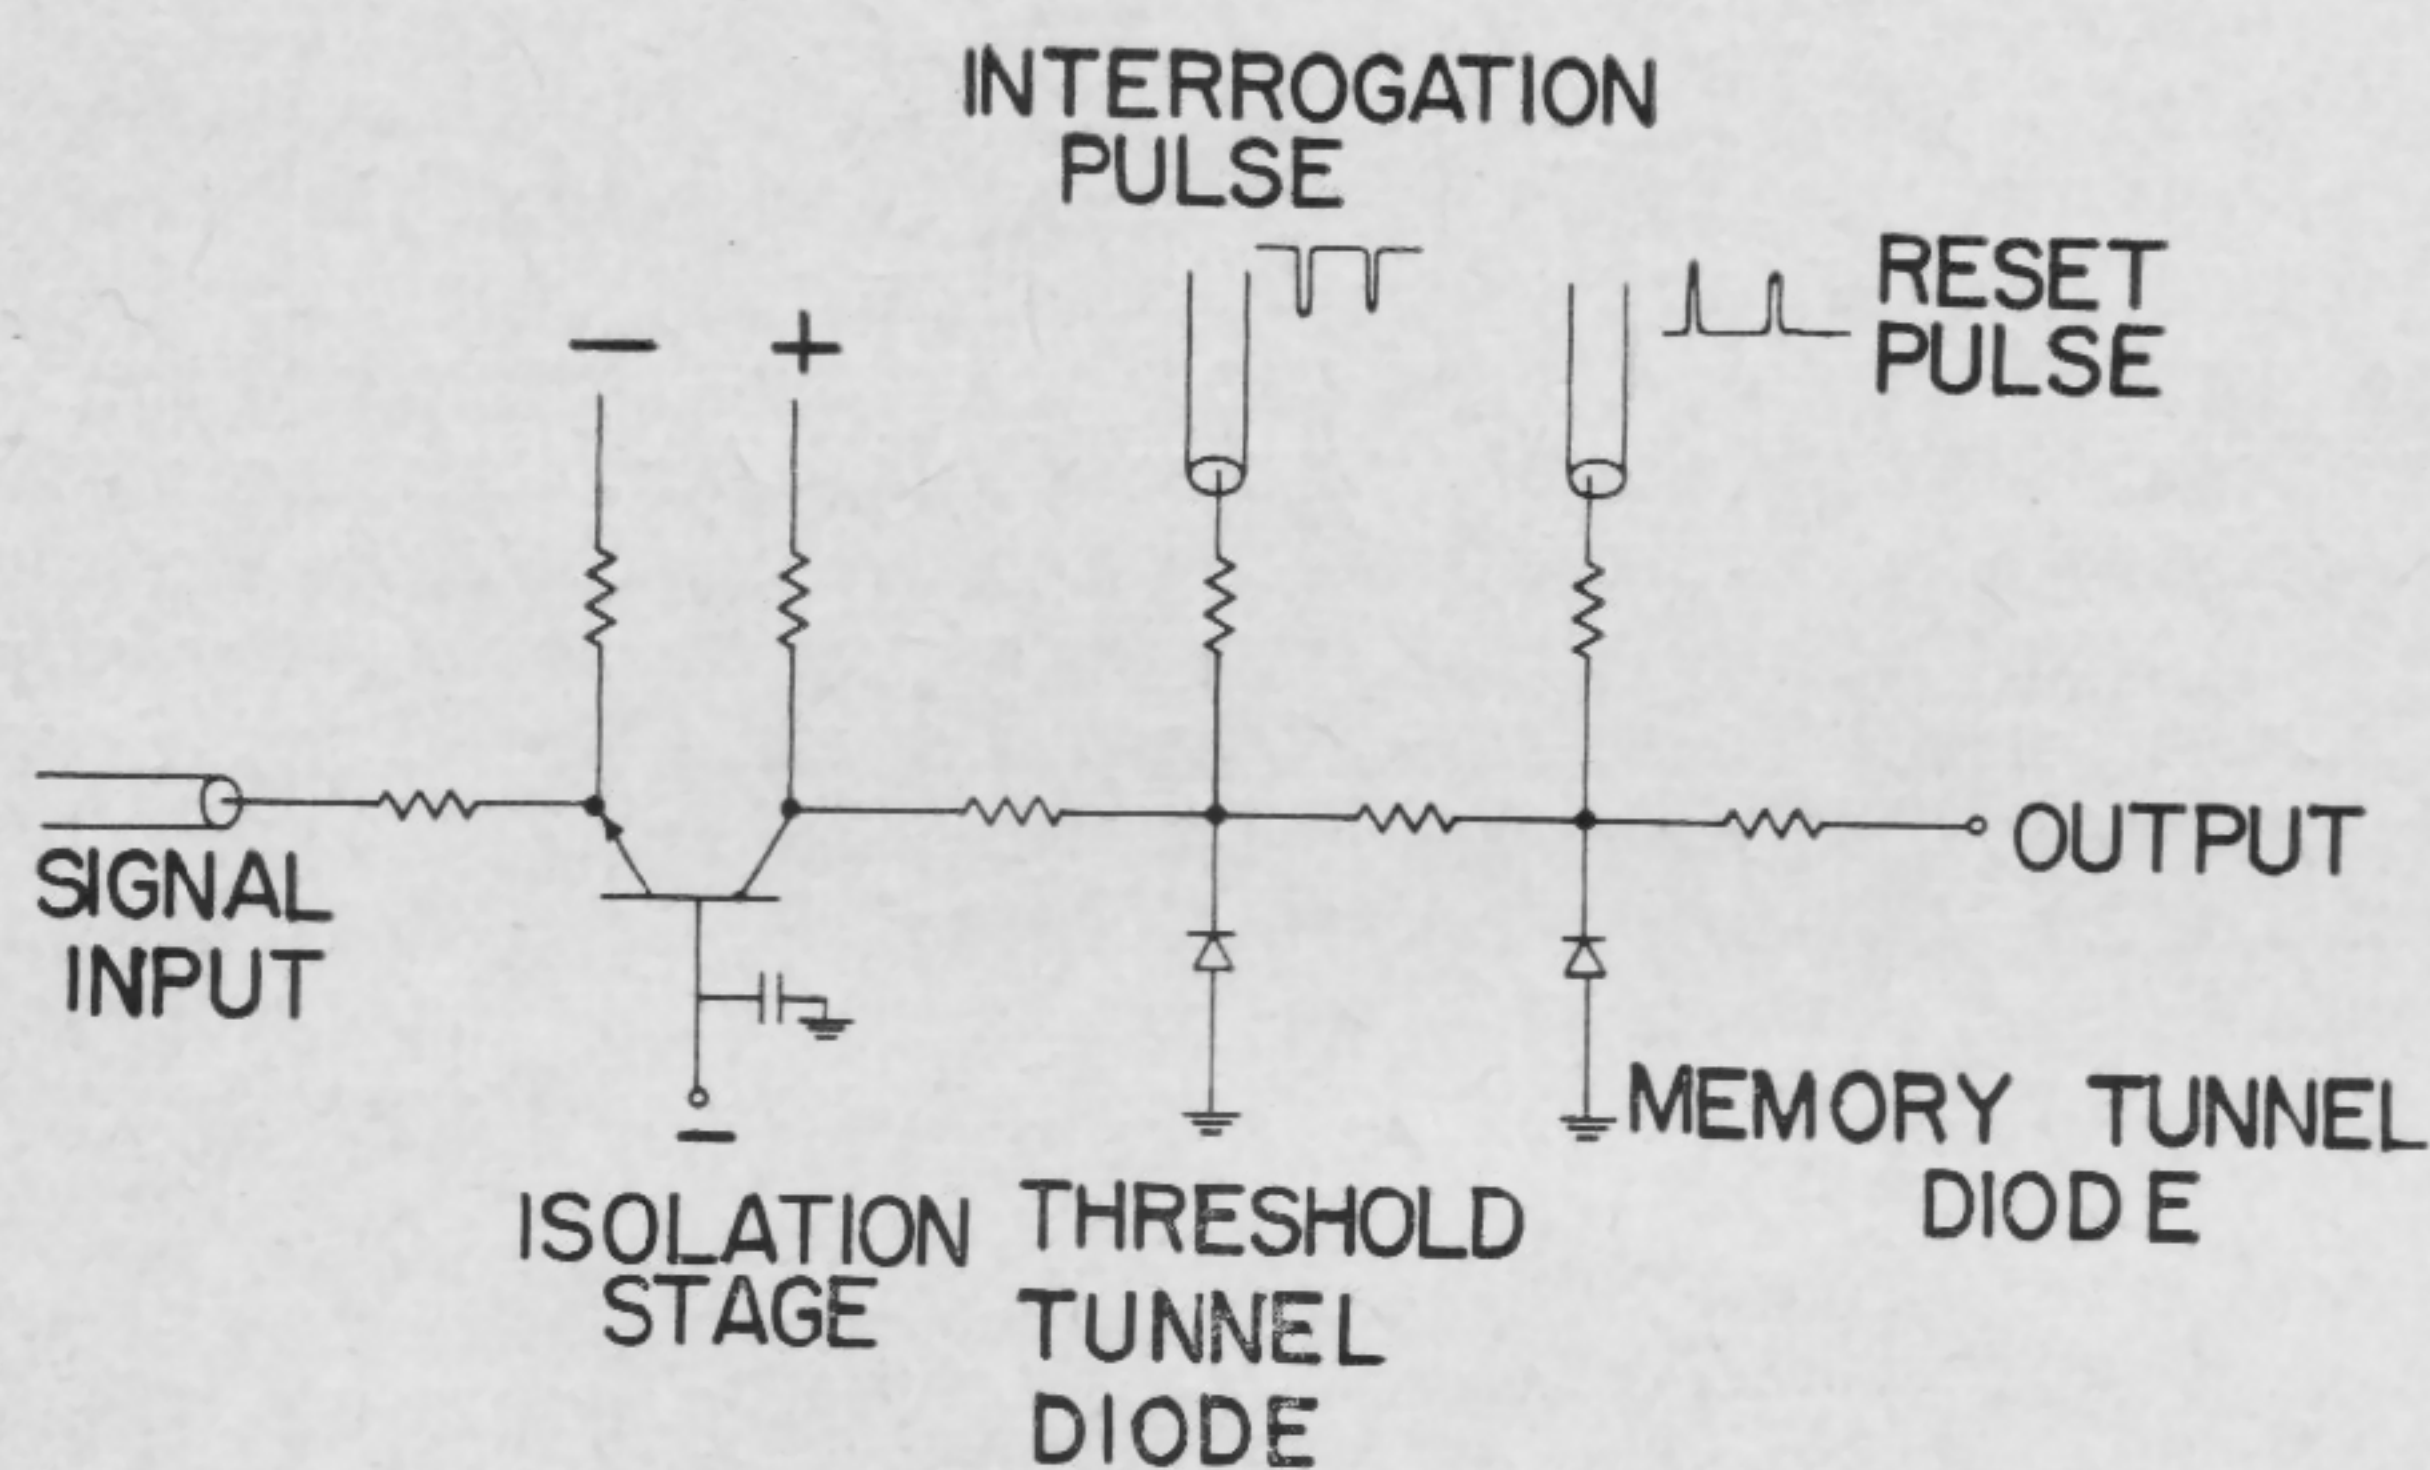 INTERROGATION
PULSE
RESET
PULSE
−
+
SIGNAL
INPUT
OUTPUT
−
ISOLATION
STAGE
THRESHOLD
TUNNEL
DIODE
MEMORY TUNNEL
DIODE